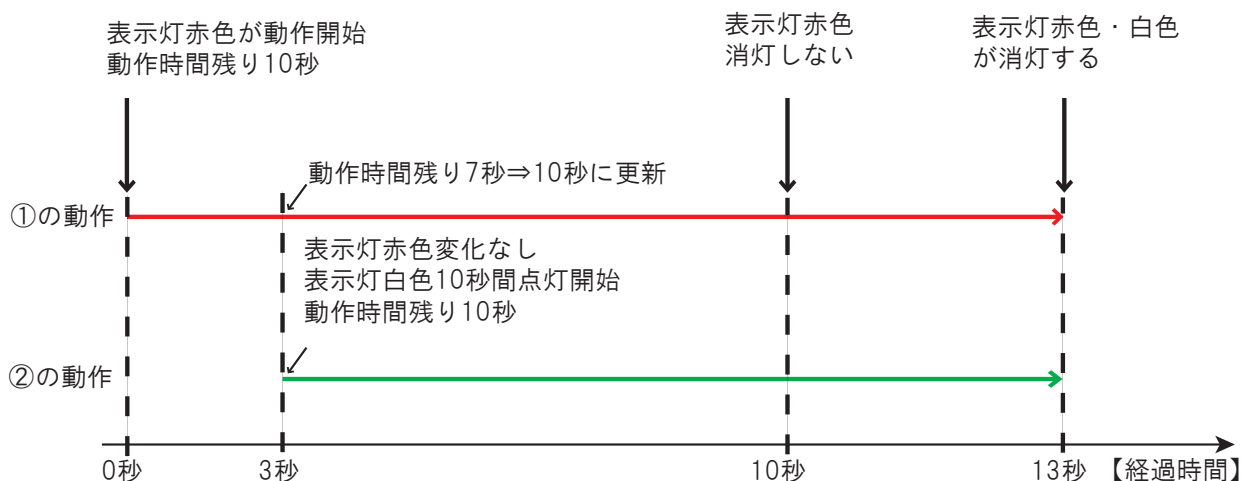 表示灯赤色が動作開始
動作時間残り10秒
表示灯赤色
消灯しない
表示灯赤色・白色
が消灯する
動作時間残り7秒⇒10秒に更新
①の動作
表示灯赤色変化なし
表示灯白色10秒間点灯開始
動作時間残り10秒
②の動作
0秒
3秒
10秒
13秒
【経過時間】